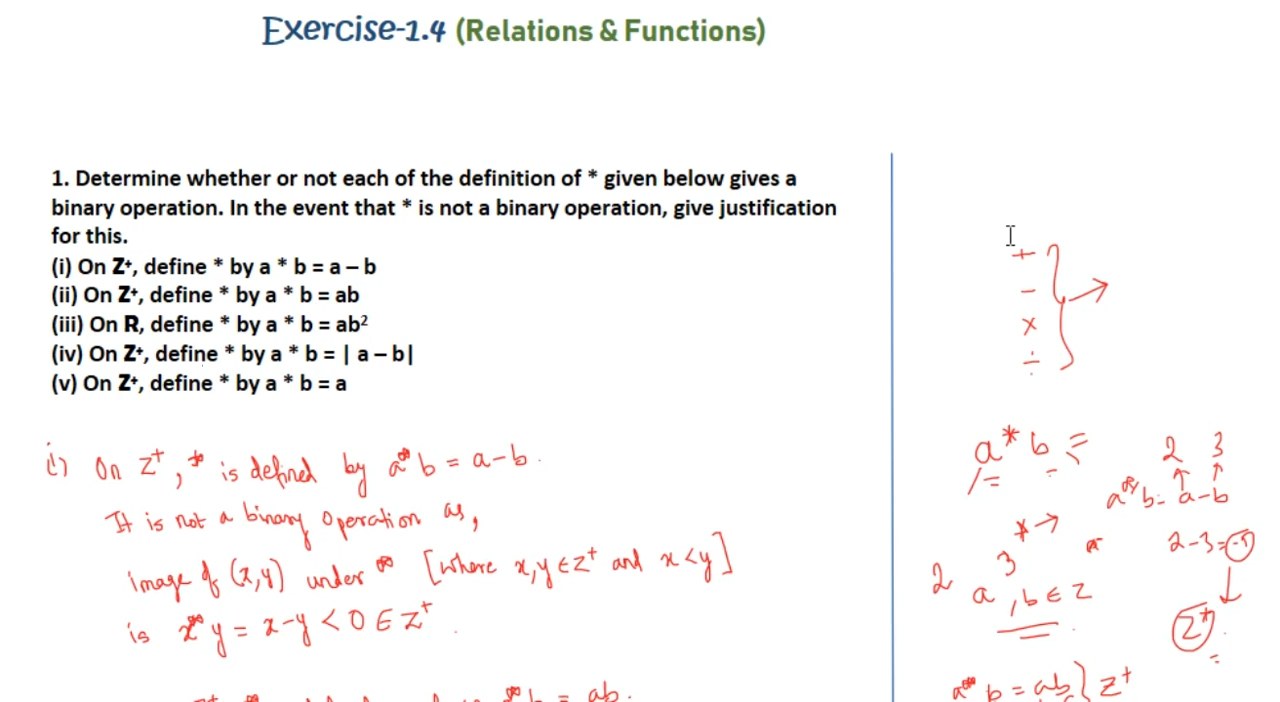 Exercise-1.4 (Relations & Functions)
1. Determine whether or not each of the definition of * given below gives a
binary operation. In the event that * is not a binary operation, give justification
for this.
(i) On Z⁺, define * by a * b = a – b
(ii) On Z⁺, define * by a * b = ab
(iii) On R, define * by a * b = ab²
(iv) On Z⁺, define * by a * b = | a – b|
(v) On Z⁺, define * by a * b = a
i) On Z⁺, * is defined by a*b = a-b.
It is not a binary operation as,
image of (x,y) under * [where x,y ∈ Z⁺ and x<y]
is x*y = x-y < 0 ∈ Z⁺.
* b = ab.
+
-
×
÷
a * b =
2 3
a*b = a-b
* →
2-3=-1
2 3
a, b ∈ Z
Z⁺
a*b = ab} Z⁺